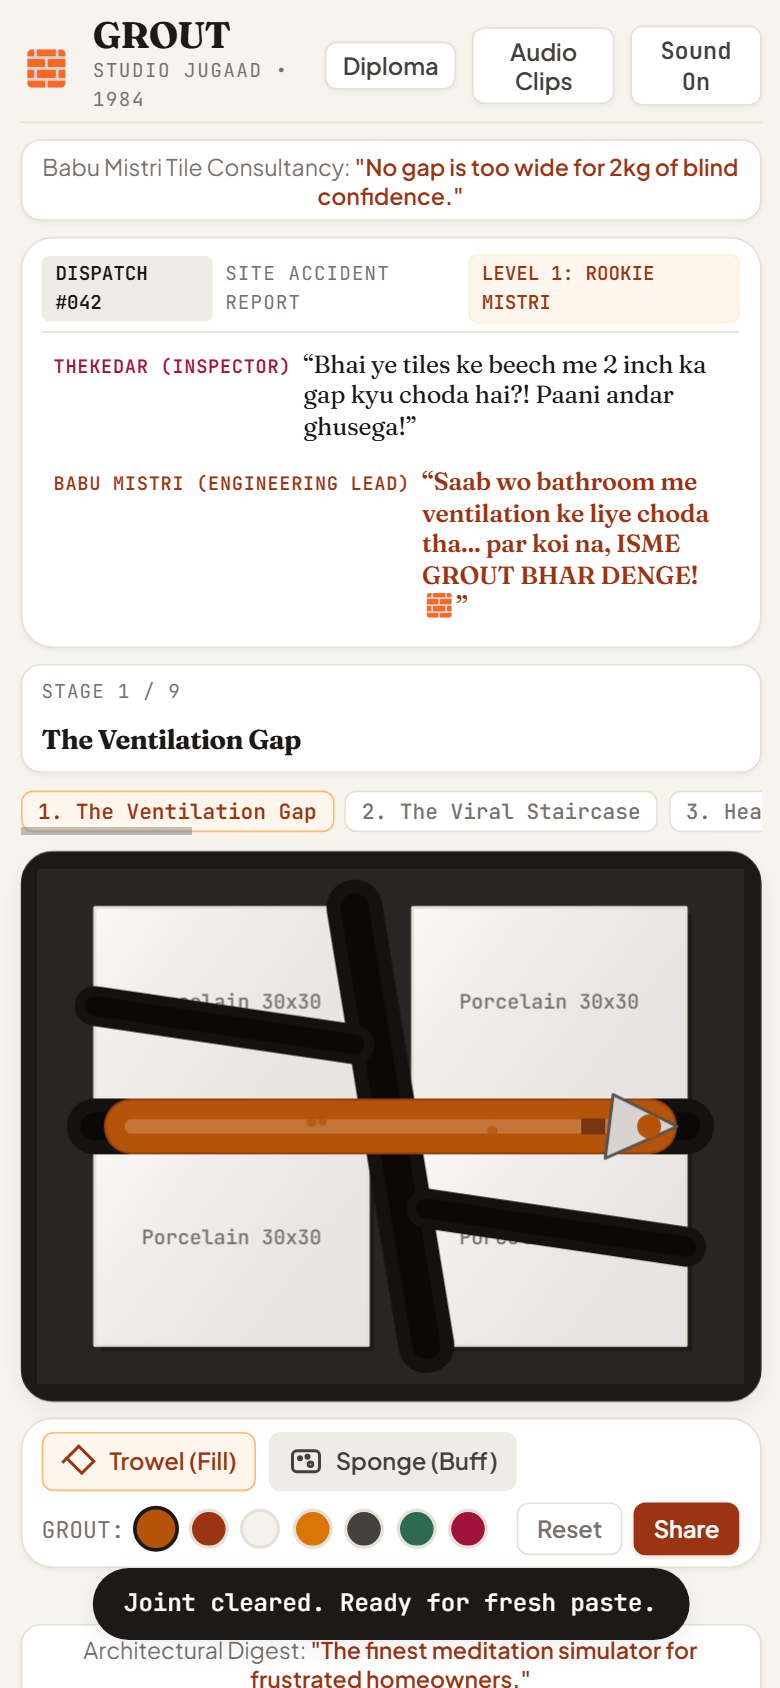 GROUT
STUDIO JUGAAD •
1984
Diploma
Audio
Clips
Sound
On
Babu Mistri Tile Consultancy: "No gap is too wide for 2kg of blind
confidence."
DISPATCH
#042
SITE ACCIDENT
REPORT
LEVEL 1: ROOKIE
MISTRI
THEKEDAR (INSPECTOR)
“Bhai ye tiles ke beech me 2 inch ka
gap kyu choda hai?! Paani andar
ghusega!”
BABU MISTRI (ENGINEERING LEAD)
“Saab wo bathroom me
ventilation ke liye choda
tha... par koi na, ISME
GROUT BHAR DENGE!
🧱”
STAGE 1 / 9
The Ventilation Gap
1. The Ventilation Gap
2. The Viral Staircase
3. Hea
30x30
Porcelain 30x30
Porcelain 30x30
Trowel (Fill)
Sponge (Buff)
GROUT:
Reset
Share
Joint cleared. Ready for fresh paste.
Architectural Digest: "The finest meditation simulator for
frustrated homeowners."